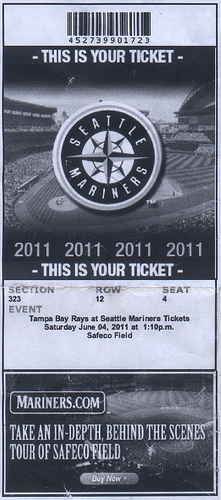 452739901723
- THIS IS YOUR TICKET -
SEATTLE
MARINERS
TM
2011 2011 2011 2011
- THIS IS YOUR TICKET -
SECTION ROW SEAT
323 12 4
EVENT
Tampa Bay Rays at Seattle Mariners Tickets
Saturday June 04, 2011 at 1:10p.m.
Safeco Field
MARINERS.COM
TAKE AN IN-DEPTH, BEHIND THE SCENES
TOUR OF SAFECO FIELD.
Buy Now >